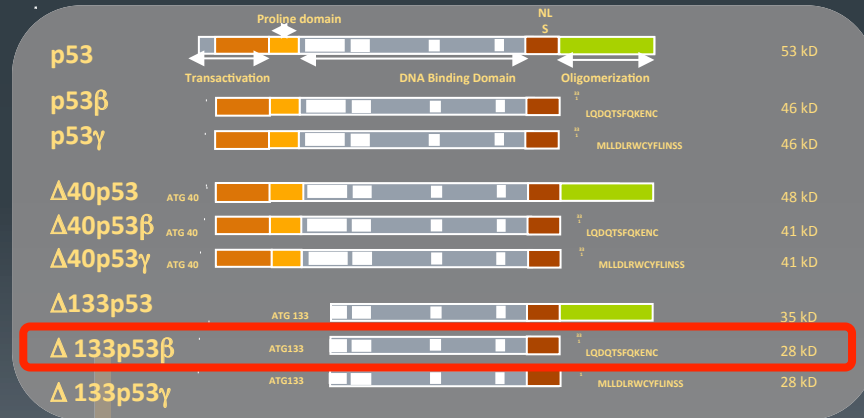 Proline domain
NL
S
p53
53 kD
Transactivation
DNA Binding Domain
Oligomerization
p53β
46 kD
LQDQTSFQKENC
p53γ
46 kD
MLLDLRWCYFLINSS
Δ40p53
ATG 40
48 kD
Δ40p53β
ATG 40
LQDQTSFQKENC
41 kD
Δ40p53γ
ATG 40
MLLDLRWCYFLINSS
41 kD
Δ133p53
ATG 133
35 kD
Δ 133p53β
ATG133
LQDQTSFQKENC
28 kD
Δ 133p53γ
ATG133
MLLDLRWCYFLINSS
28 kD